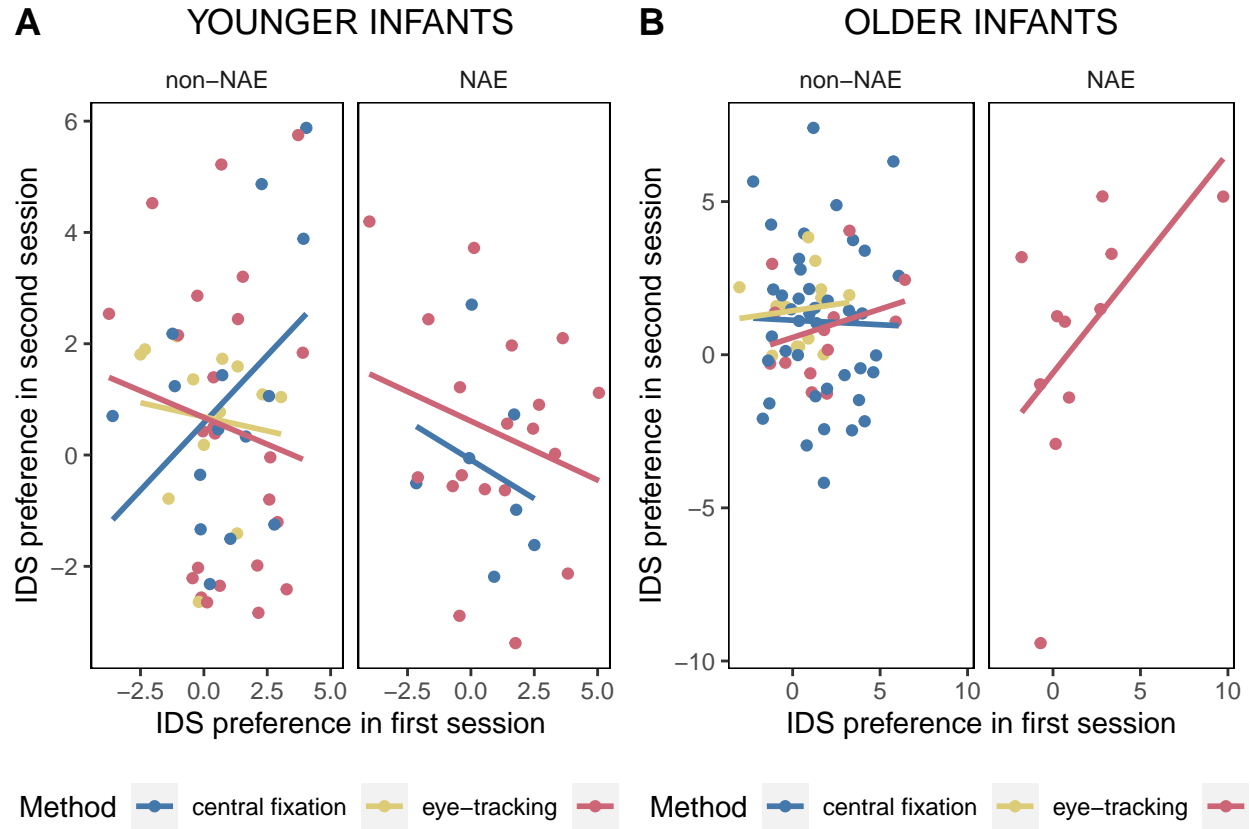 A YOUNGER INFANTS
non−NAE NAE
IDS preference in second session
6
4
2
0
−2
−2.5 0.0 2.5 5.0 −2.5 0.0 2.5 5.0
IDS preference in first session
Method central fixation eye−tracking
B OLDER INFANTS
non−NAE NAE
IDS preference in second session
5
0
−5
−10
0 5 10 0 5 10
IDS preference in first session
Method central fixation eye−tracking